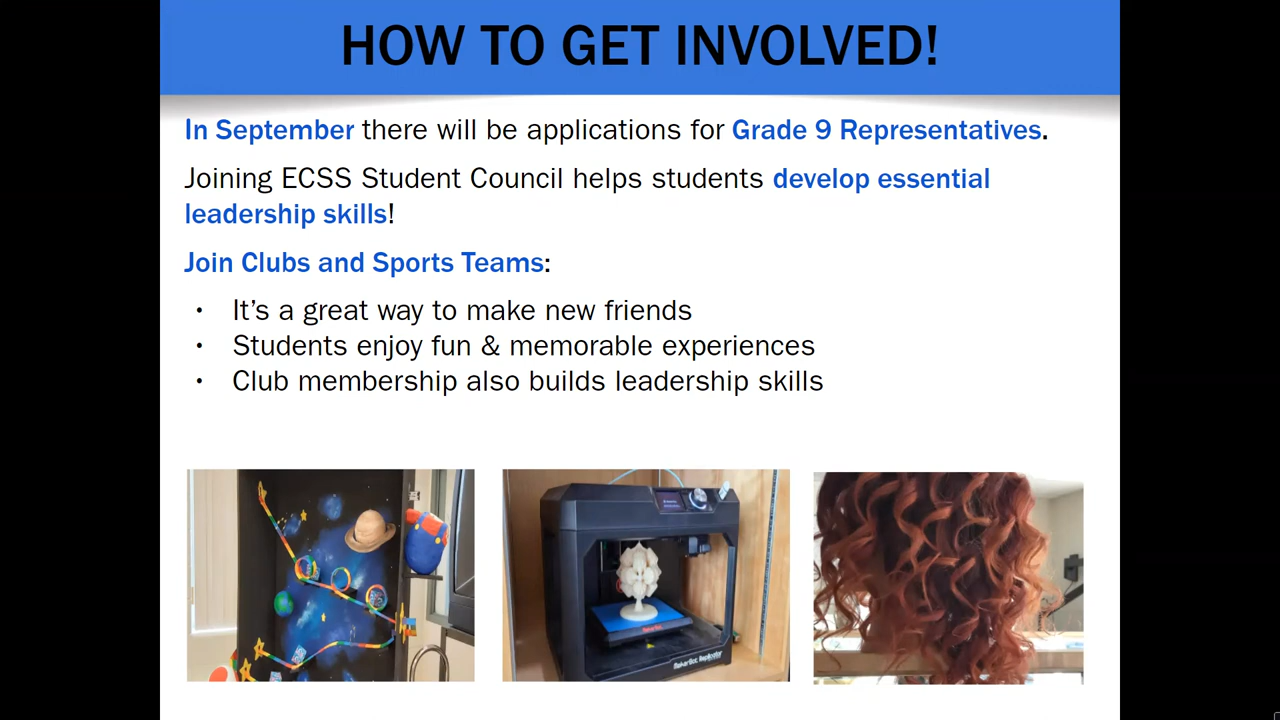 HOW TO GET INVOLVED!
In September there will be applications for Grade 9 Representatives.
Joining ECSS Student Council helps students develop essential
leadership skills!
Join Clubs and Sports Teams:
• It's a great way to make new friends
• Students enjoy fun & memorable experiences
• Club membership also builds leadership skills
MakerBot Replicator